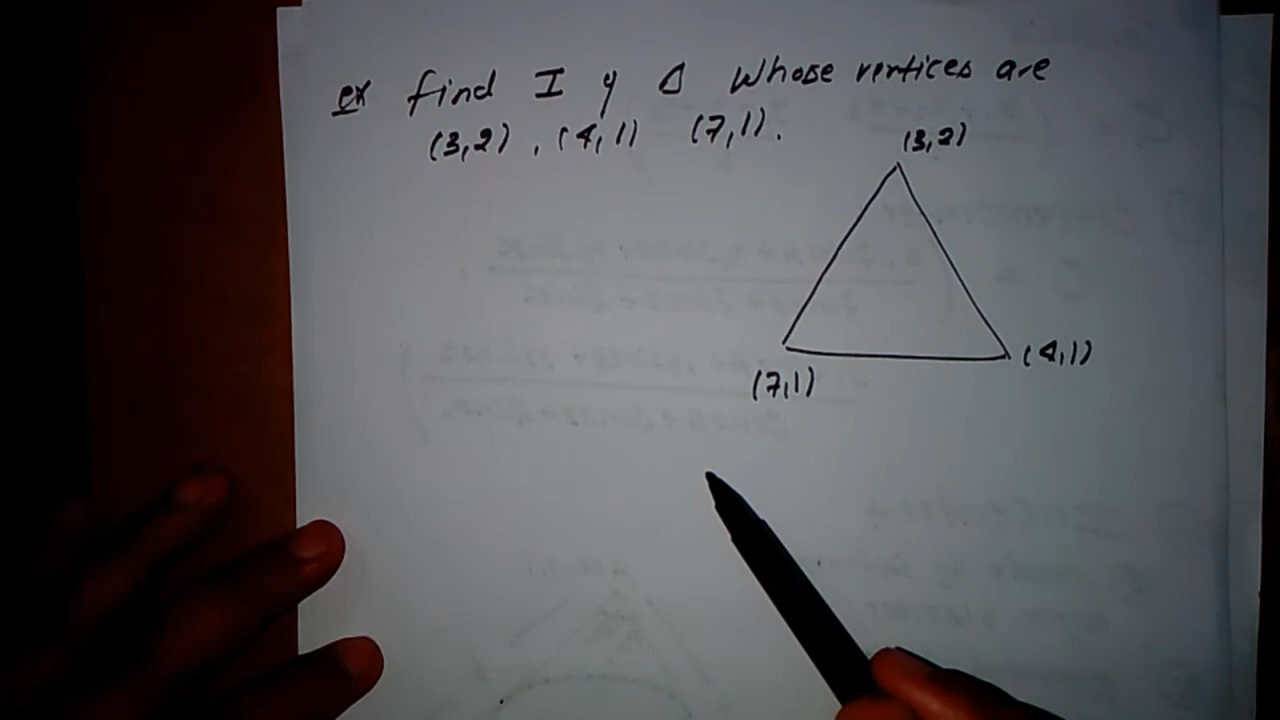 ex find I of Δ whose vertices are
(3,2), (4,1) (7,1).
(3,2)
(4,1)
(7,1)